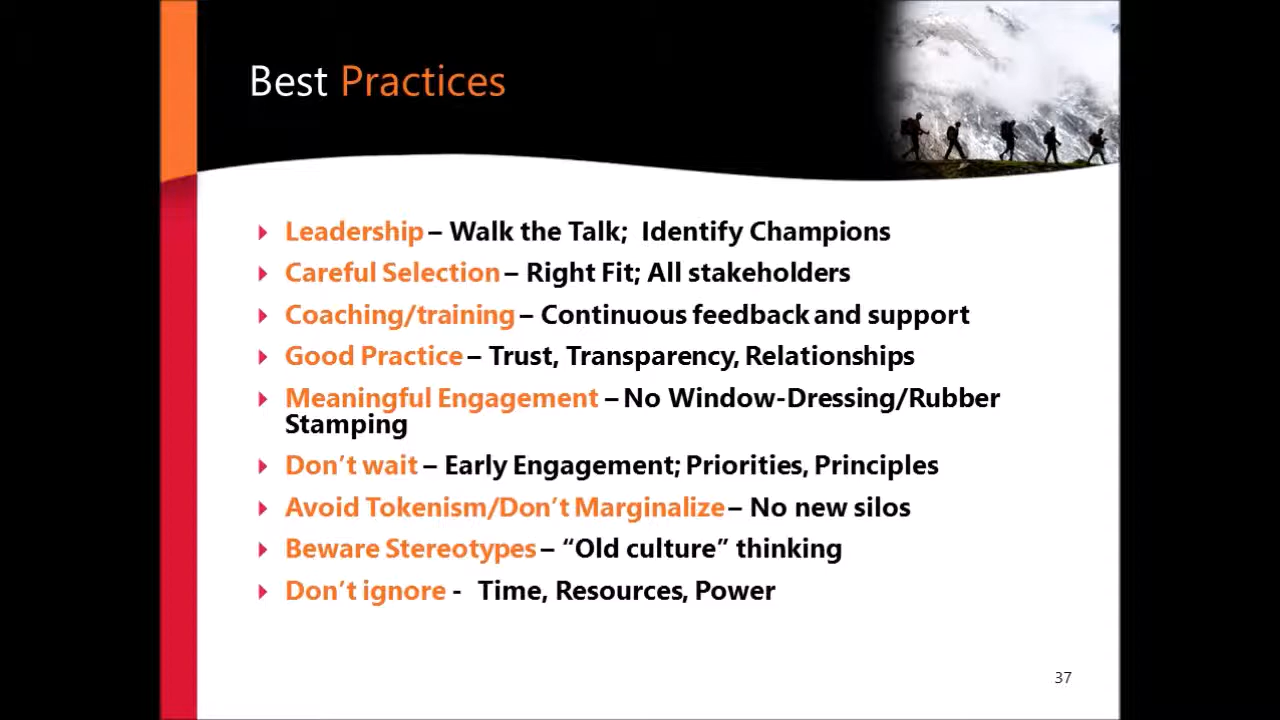 Best Practices
Leadership – Walk the Talk;  Identify Champions
Careful Selection – Right Fit; All stakeholders
Coaching/training – Continuous feedback and support
Good Practice – Trust, Transparency, Relationships
Meaningful Engagement – No Window-Dressing/Rubber
Stamping
Don’t wait – Early Engagement; Priorities, Principles
Avoid Tokenism/Don’t Marginalize – No new silos
Beware Stereotypes – “Old culture” thinking
Don’t ignore -  Time, Resources, Power
37